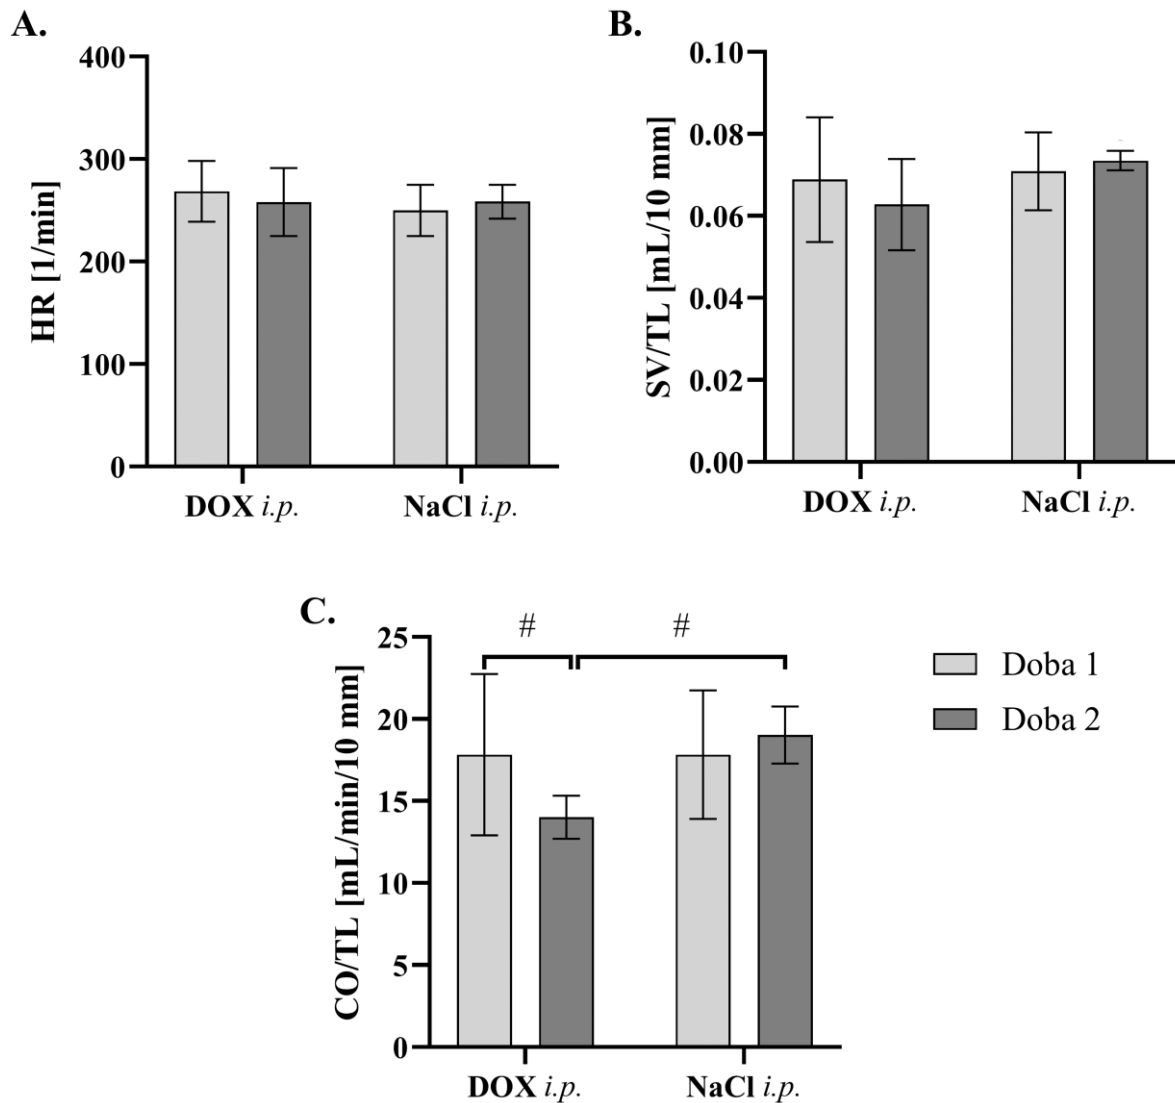 A.
HR [1/min]
400
300
200
100
0
DOX i.p.
NaCl i.p.
B.
SV/TL [mL/10 mm]
0.10
0.08
0.06
0.04
0.02
0.00
DOX i.p.
NaCl i.p.
C.
CO/TL [mL/min/10 mm]
25
20
15
10
5
0
# #
DOX i.p.
NaCl i.p.
Doba 1
Doba 2